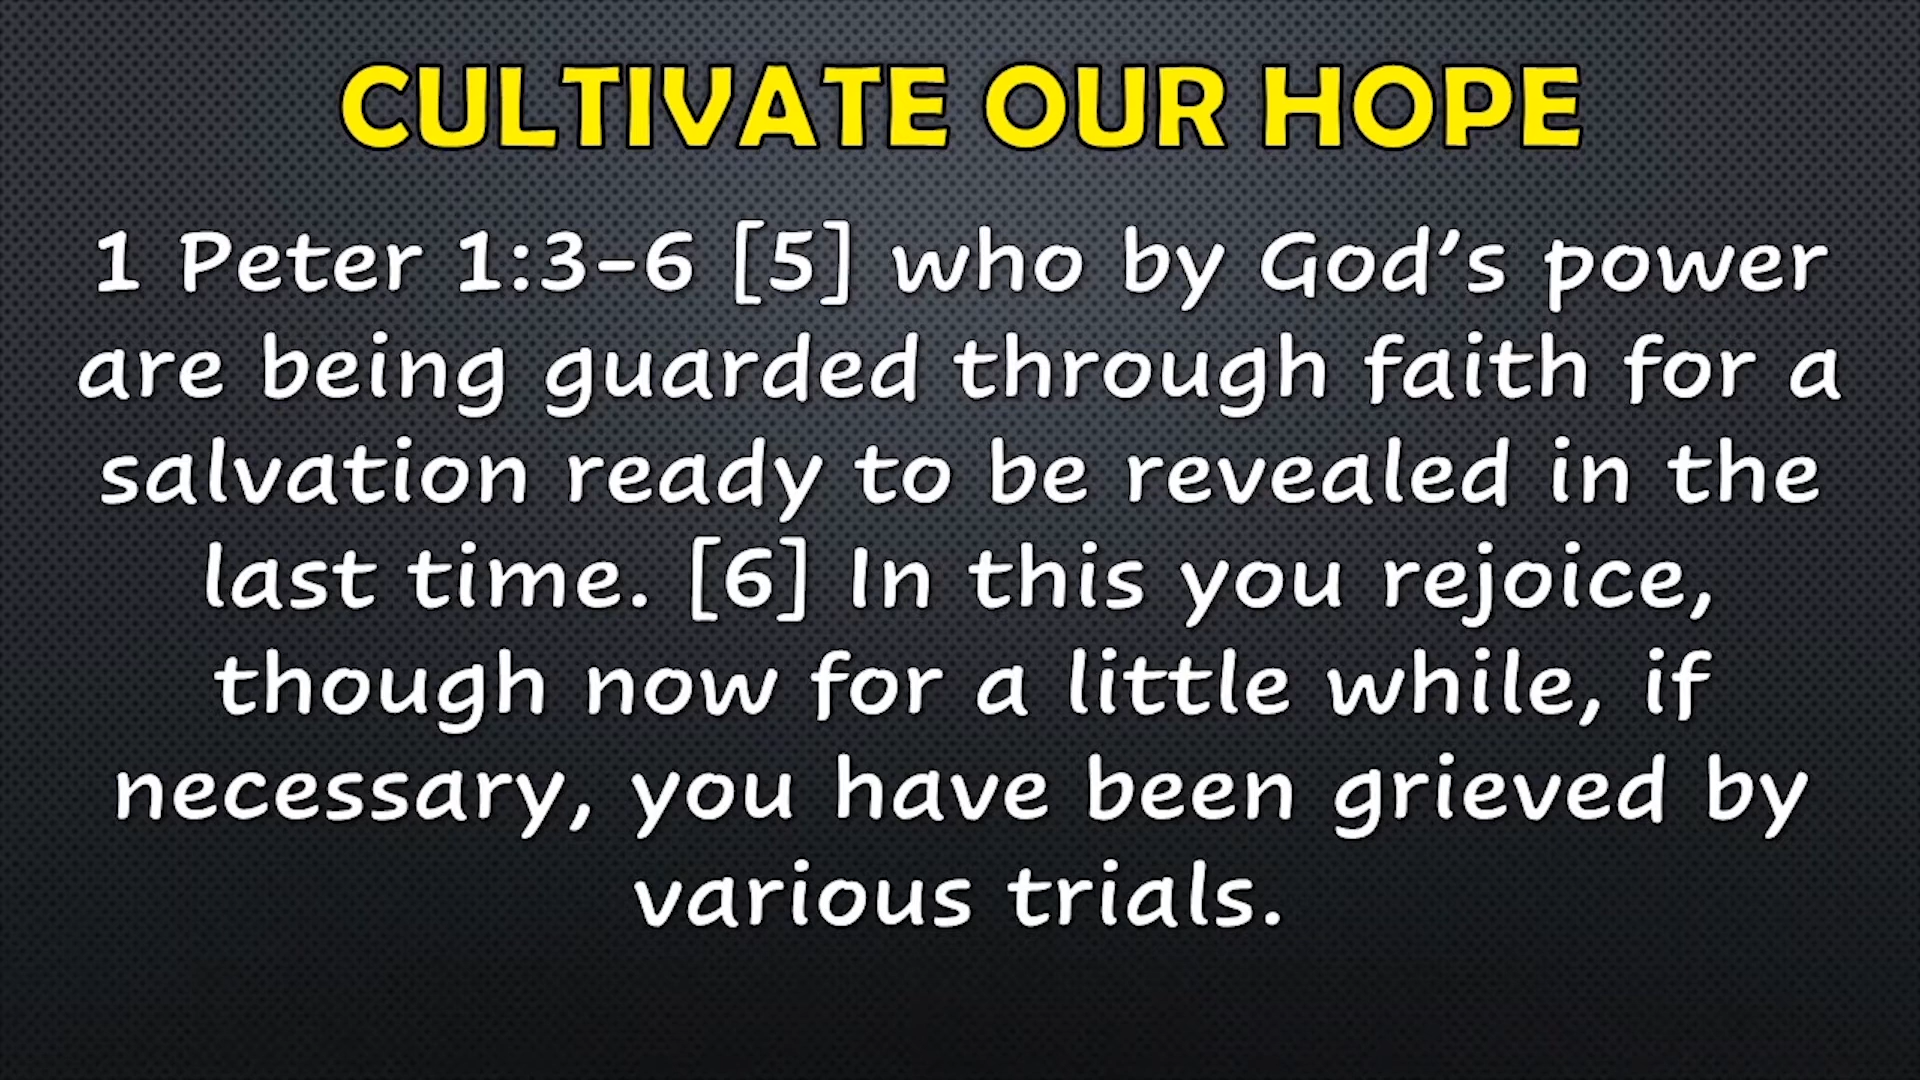 CULTIVATE OUR HOPE
1 Peter 1:3-6 [5] who by God's power
are being guarded through faith for a
salvation ready to be revealed in the
last time. [6] In this you rejoice,
though now for a little while, if
necessary, you have been grieved by
various trials.